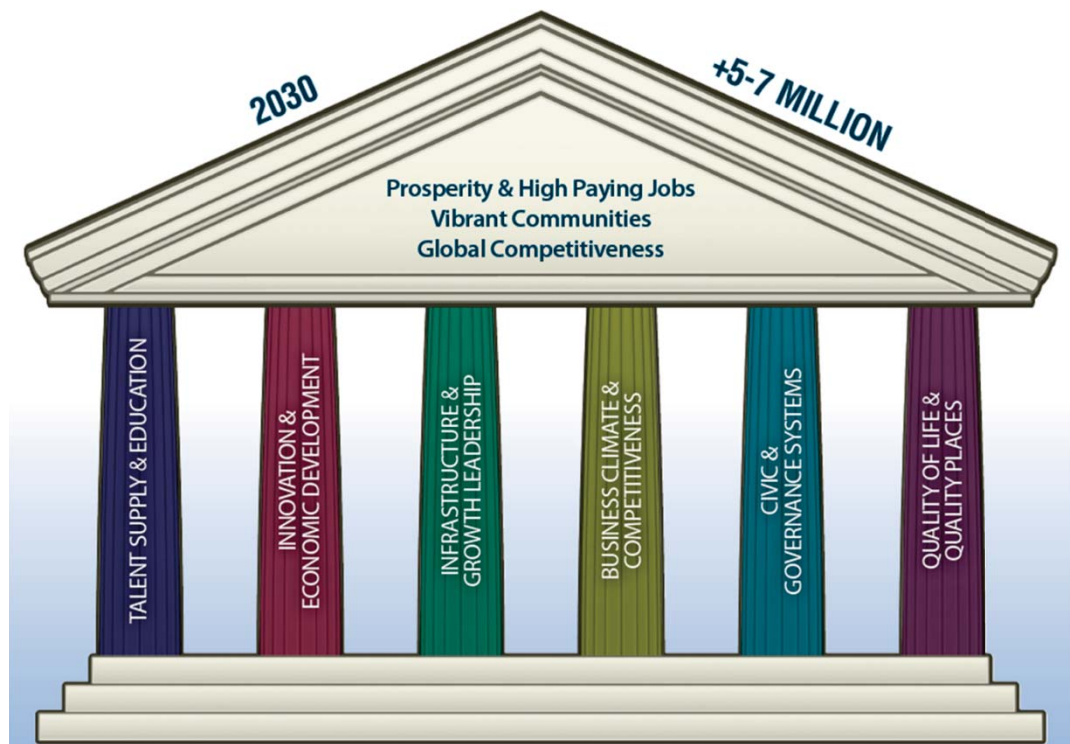 2030
+5-7 MILLION
Prosperity & High Paying Jobs
Vibrant Communities
Global Competitiveness
TALENT SUPPLY & EDUCATION
INNOVATION &
ECONOMIC DEVELOPMENT
INFRASTRUCTURE &
GROWTH LEADERSHIP
BUSINESS CLIMATE &
COMPETITIVENESS
CIVIC &
GOVERNANCE SYSTEMS
QUALITY OF LIFE &
QUALITY PLACES